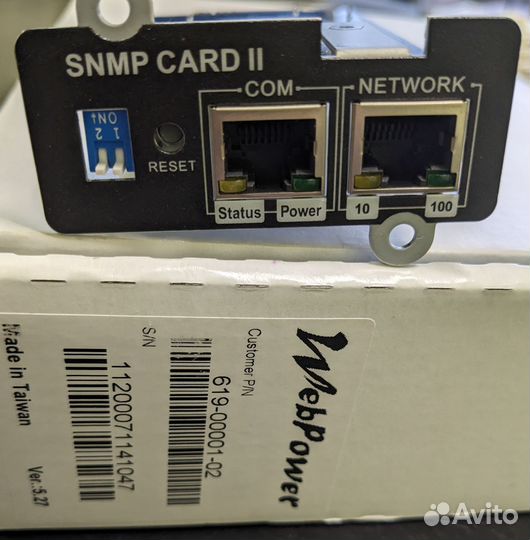 SNMP CARD II
COM
NETWORK
ON↑
1 2
RESET
Status
Power
10
100
WebPower
Customer P/N
619-00001-02
S/N
11200071141047
Made in Taiwan
Ver.:5.27
Avito